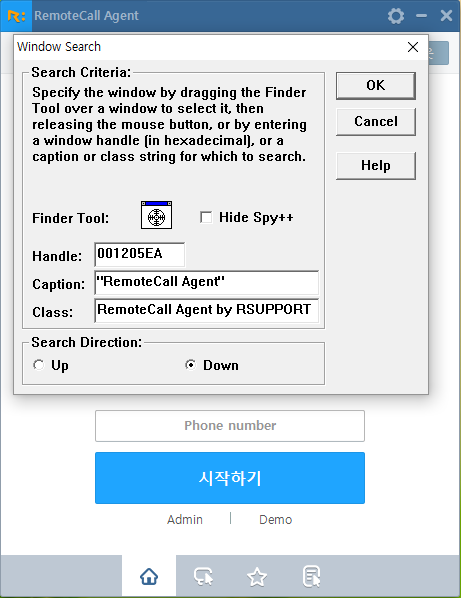 RemoteCall Agent
Window Search
Search Criteria:
Specify the window by dragging the Finder
Tool over a window to select it, then
releasing the mouse button, or by entering
a window handle (in hexadecimal), or a
caption or class string for which to search.
OK
Cancel
Help
Finder Tool:
Hide Spy++
Handle:
001205EA
Caption:
"RemoteCall Agent"
Class:
RemoteCall Agent by RSUPPORT
Search Direction:
Up
Down
Phone number
시작하기
Admin
Demo